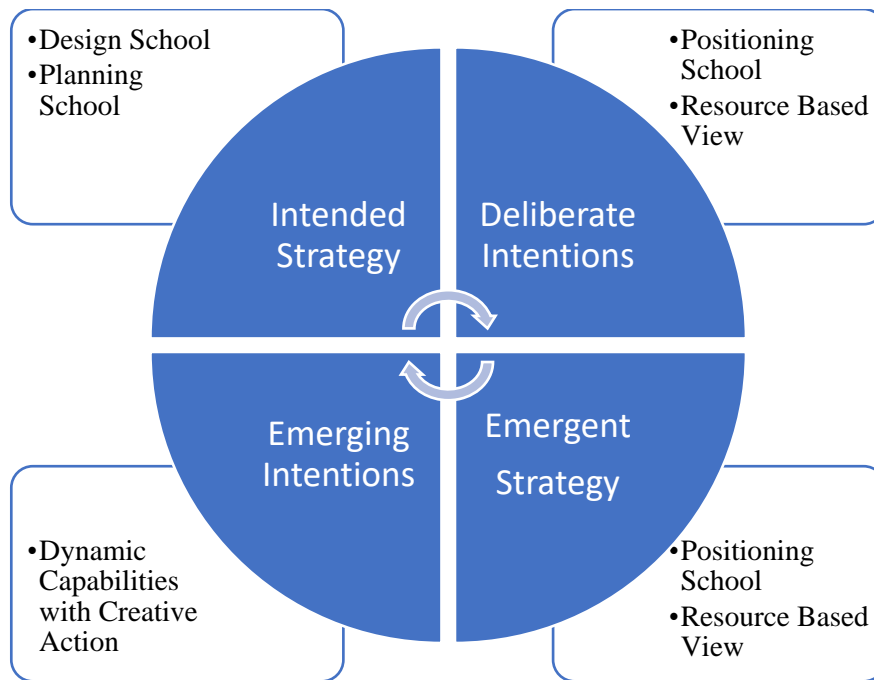 •Design School
•Planning
School
•Positioning
School
•Resource Based
View
Intended
Strategy
Deliberate
Intentions
Emerging
Intentions
Emergent
Strategy
•Dynamic
Capabilities
with Creative
Action
•Positioning
School
•Resource Based
View